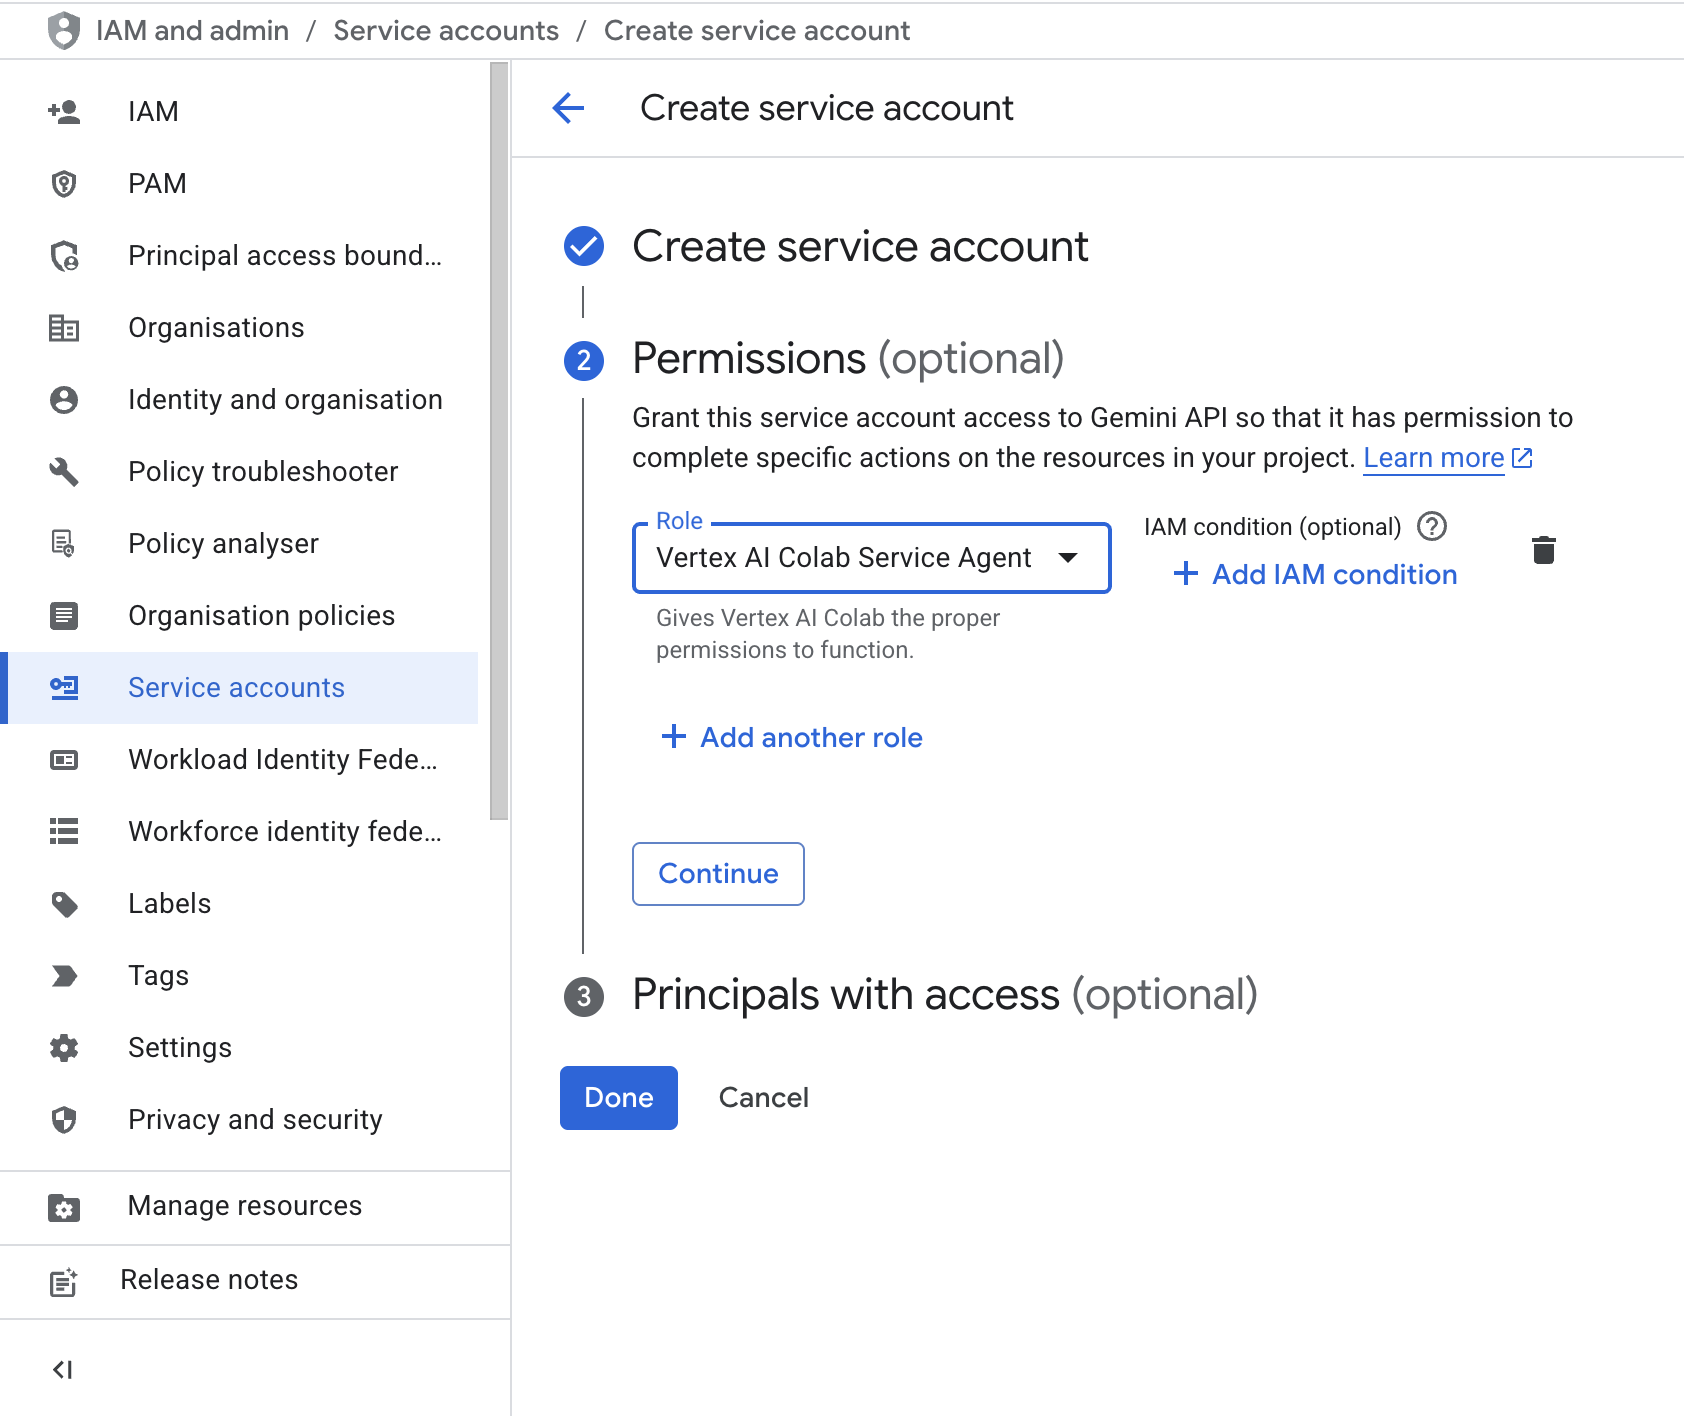 IAM and admin / Service accounts / Create service account
IAM
PAM
Principal access bound...
Organisations
Identity and organisation
Policy troubleshooter
Policy analyser
Organisation policies
Service accounts
Workload Identity Fede...
Workforce identity fede...
Labels
Tags
Settings
Privacy and security
Manage resources
Release notes
Create service account
Create service account
2 Permissions (optional)
Grant this service account access to Gemini API so that it has permission to
complete specific actions on the resources in your project. Learn more
Role
Vertex AI Colab Service Agent
Gives Vertex AI Colab the proper
permissions to function.
IAM condition (optional)
+ Add IAM condition
+ Add another role
Continue
3 Principals with access (optional)
Done Cancel